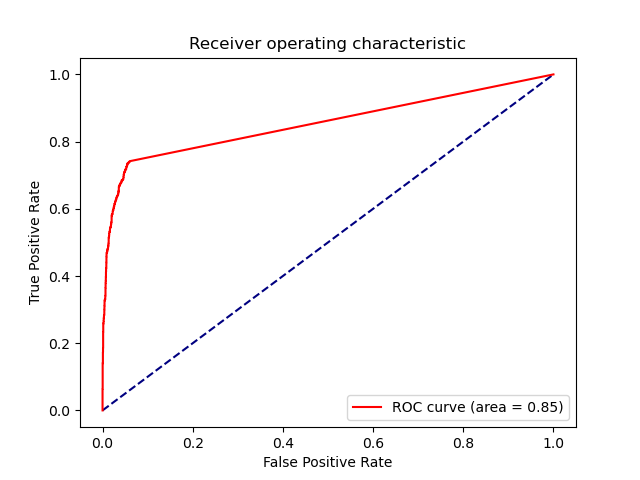 Receiver operating characteristic
True Positive Rate
1.0
0.8
0.6
0.4
0.2
0.0
ROC curve (area = 0.85)
0.0 0.2 0.4 0.6 0.8 1.0
False Positive Rate